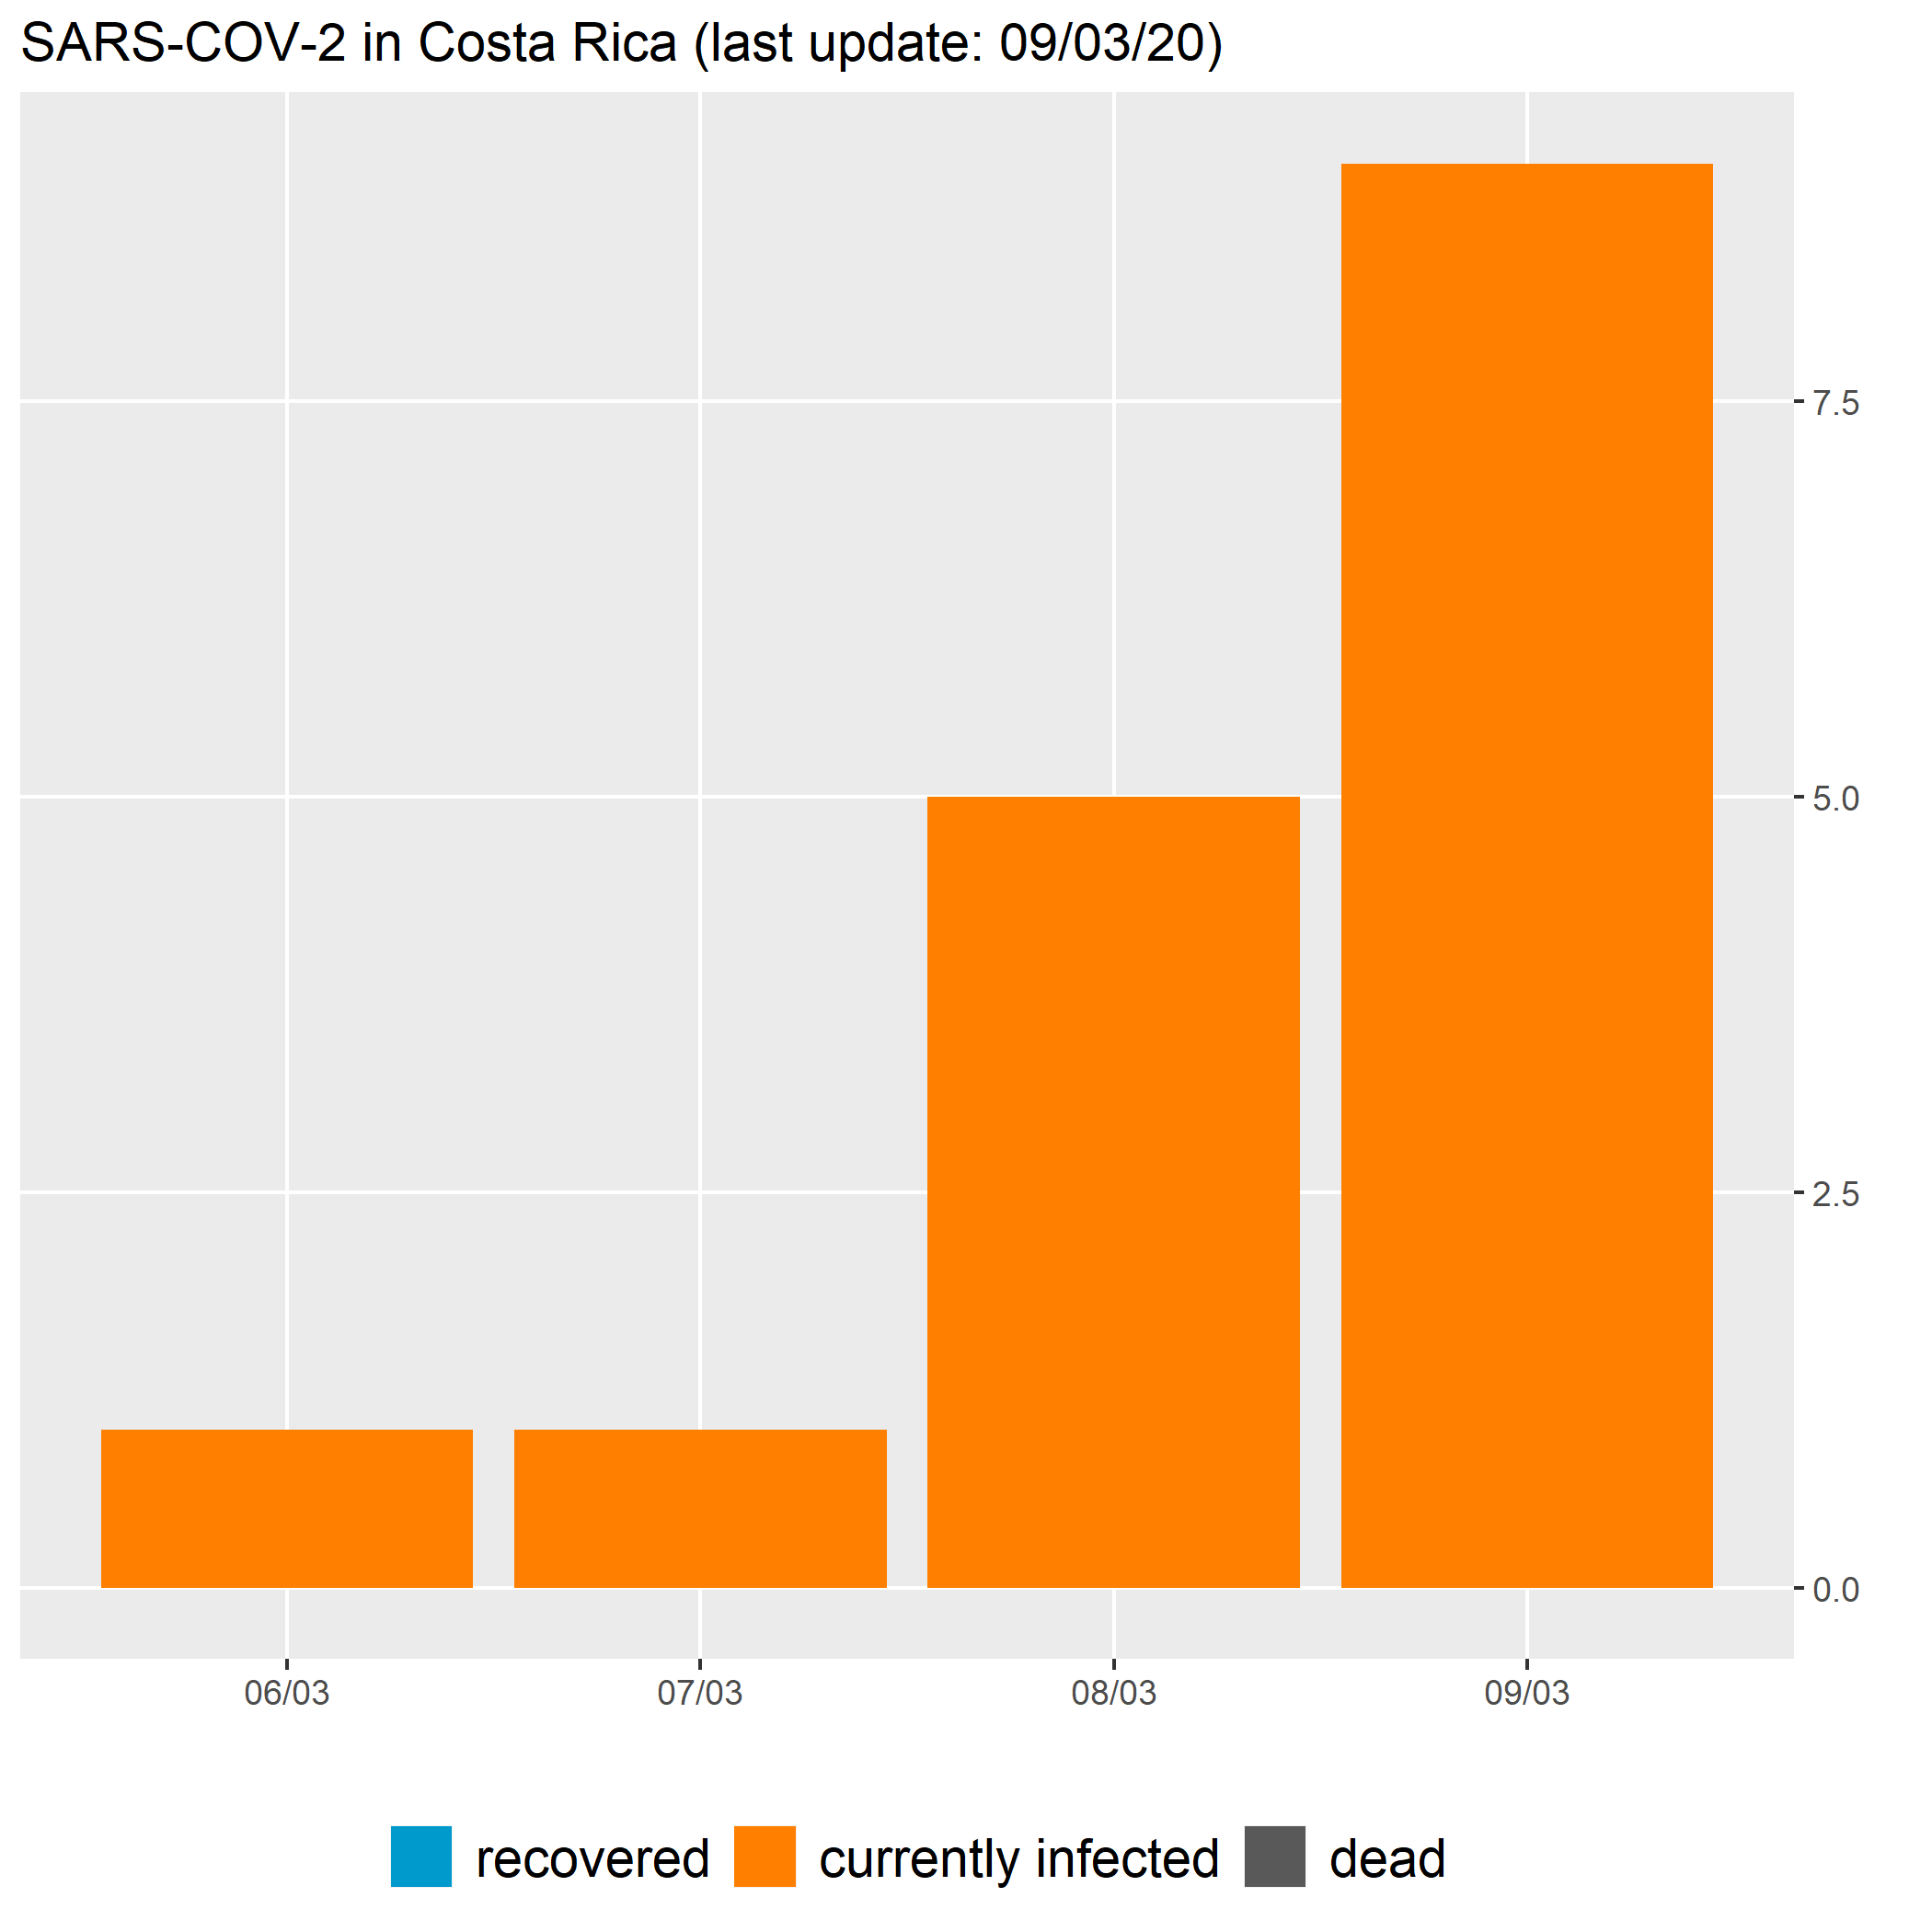 SARS-COV-2 in Costa Rica (last update: 09/03/20)
7.5
5.0
2.5
0.0
06/03 07/03 08/03 09/03
recovered currently infected dead